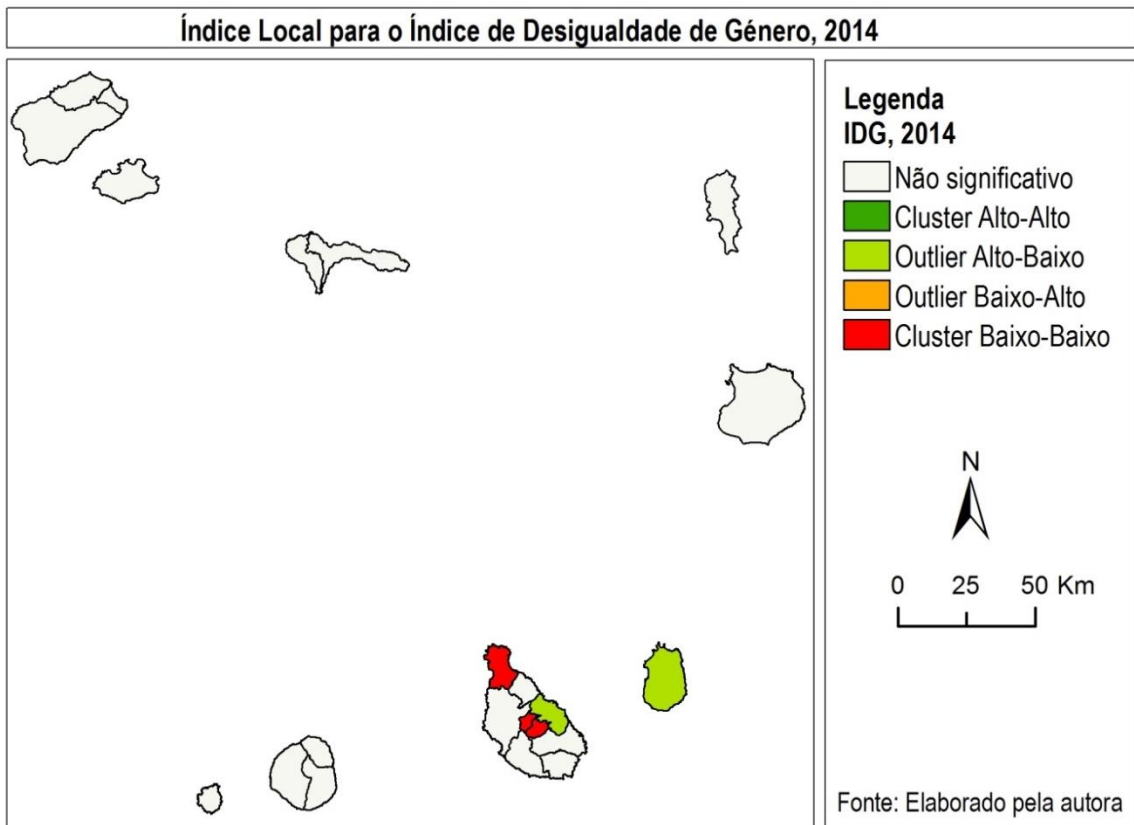 Índice Local para o Índice de Desigualdade de Género, 2014
Legenda
IDG, 2014
Não significativo
Cluster Alto-Alto
Outlier Alto-Baixo
Outlier Baixo-Alto
Cluster Baixo-Baixo
N
0 25 50 Km
Fonte: Elaborado pela autora